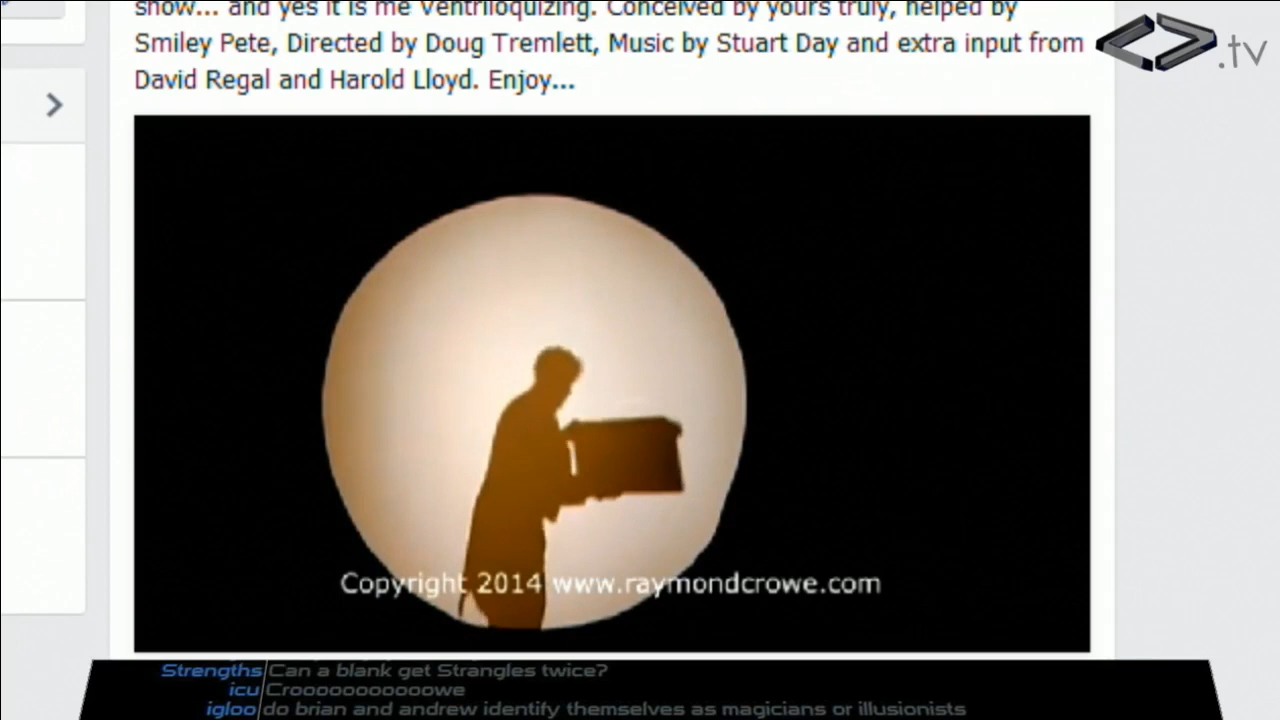 show... and yes it is me Ventriloquizing. Conceived by yours truly, helped by
Smiley Pete, Directed by Doug Tremlett, Music by Stuart Day and extra input from
David Regal and Harold Lloyd. Enjoy...
.tv
Copyright 2014 www.raymondcrowe.com
Strengths Can a blank get Strangles twice?
icu Crooooooooooowe
igloo do brian and andrew identify themselves as magicians or illusionists